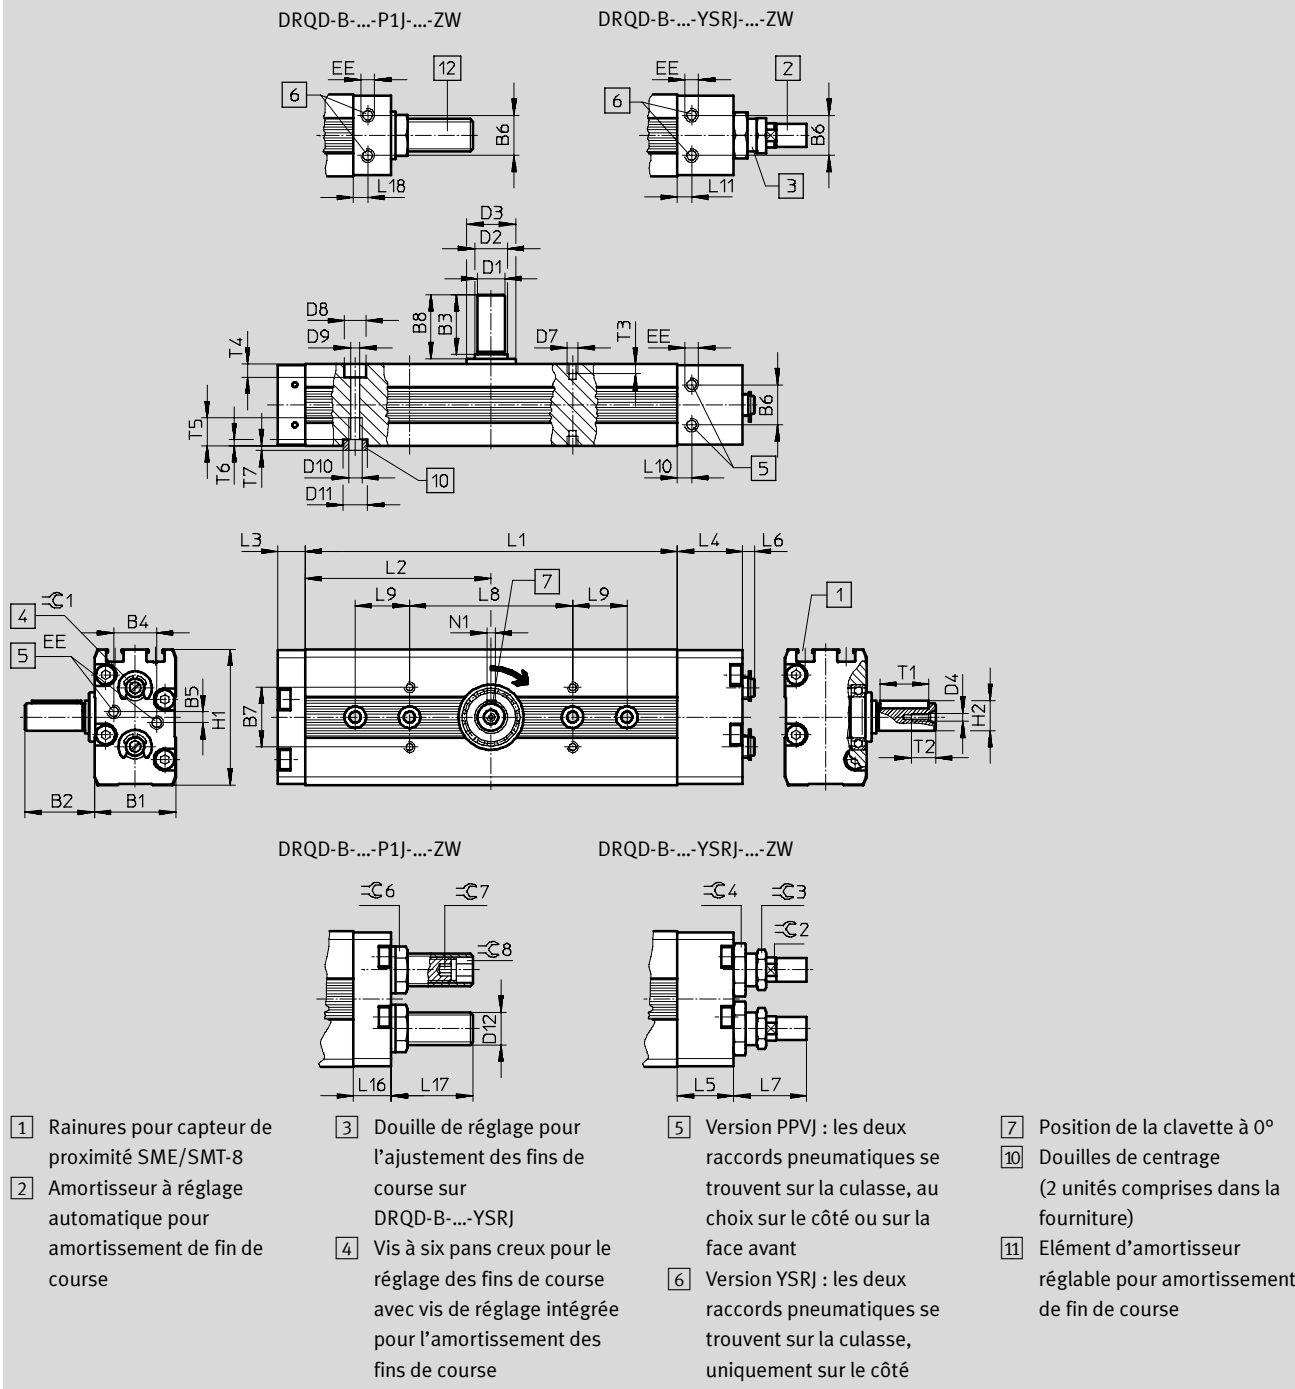 DRQD-B-...-P1J-...-ZW
DRQD-B-...-YSRJ-...-ZW
EE
12
6
B6
L18
EE
2
6
B6
L11
3
D3
D2
D1
D8
D9
B8
B3
D7
T3
EE
T4
T5
T6
T7
D10
D11
10
B6
L10
5
L3
L1
L4
L6
L2
7
L9
L8
L9
N1
B7
4
1
B4
5
EE
B5
H1
B2
B1
1
T1
D4
H2
T2
DRQD-B-...-P1J-...-ZW
DRQD-B-...-YSRJ-...-ZW
6
7
8
D12
L16
L17
4
3
2
L5
L7
1 Rainures pour capteur de
proximité SME/SMT-8
2 Amortisseur à réglage
automatique pour
amortissement de fin de
course
3 Douille de réglage pour
l'ajustement des fins de
course sur
DRQD-B-...-YSRJ
4 Vis à six pans creux pour le
réglage des fins de course
avec vis de réglage intégrée
pour l'amortissement des
fins de course
5 Version PPVJ : les deux
raccords pneumatiques se
trouvent sur la culasse, au
choix sur le côté ou sur la
face avant
6 Version YSRJ : les deux
raccords pneumatiques se
trouvent sur la culasse,
uniquement sur le côté
7 Position de la clavette à 0°
10 Douilles de centrage
(2 unités comprises dans la
fourniture)
11 Elément d'amortisseur
réglable pour amortissement
de fin de course